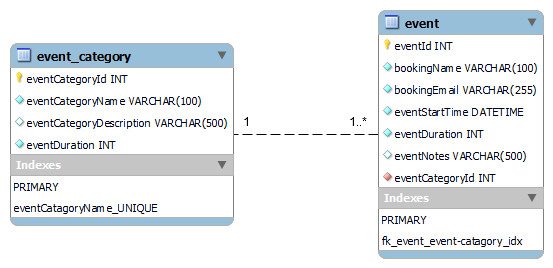 event_category
eventCategoryId INT
eventCategoryName VARCHAR(100)
eventCategoryDescription VARCHAR(500)
eventDuration INT
Indexes
PRIMARY
eventCatagoryName_UNIQUE
1
1..*
event
eventId INT
bookingName VARCHAR(100)
bookingEmail VARCHAR(255)
eventStartTime DATETIME
eventDuration INT
eventNotes VARCHAR(500)
eventCategoryId INT
Indexes
PRIMARY
fk_event_event-catagory_idx